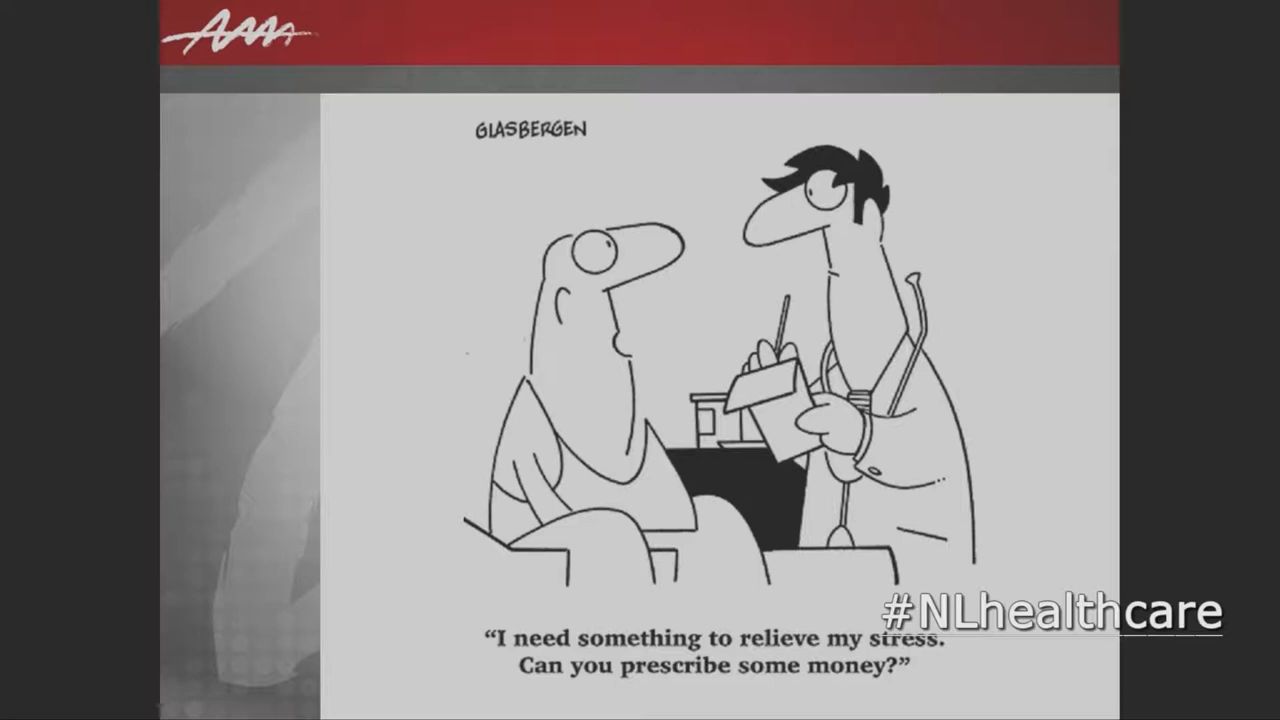 GLASBERGEN
#NLhealthcare
“I need something to relieve my stress.
Can you prescribe some money?”